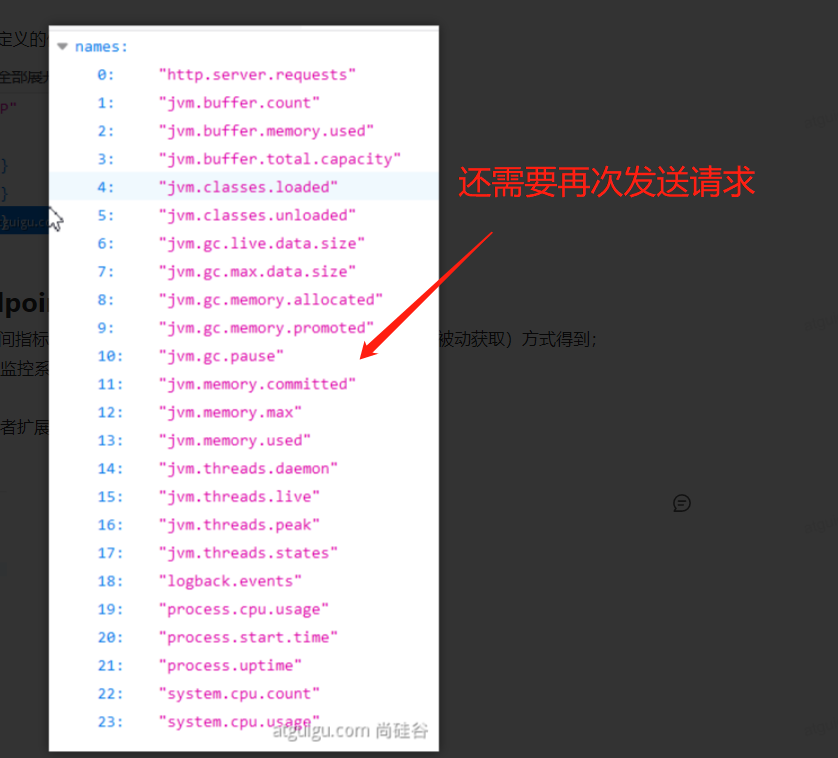 定义的
全部展
names:
0: "http.server.requests"
1: "jvm.buffer.count"
2: "jvm.buffer.memory.used"
3: "jvm.buffer.total.capacity"
4: "jvm.classes.loaded"
5: "jvm.classes.unloaded"
6: "jvm.gc.live.data.size"
7: "jvm.gc.max.data.size"
8: "jvm.gc.memory.allocated"
9: "jvm.gc.memory.promoted"
10: "jvm.gc.pause"
11: "jvm.memory.committed"
12: "jvm.memory.max"
13: "jvm.memory.used"
14: "jvm.threads.daemon"
15: "jvm.threads.live"
16: "jvm.threads.peak"
17: "jvm.threads.states"
18: "logback.events"
19: "process.cpu.usage"
20: "process.start.time"
21: "process.uptime"
22: "system.cpu.count"
23: "system.cpu.usage"
还需要再次发送请求
P"
}
}
}
dpoin
间指标
被动获取）方式得到；
监控系
者扩展
atguigu.com 尚硅谷